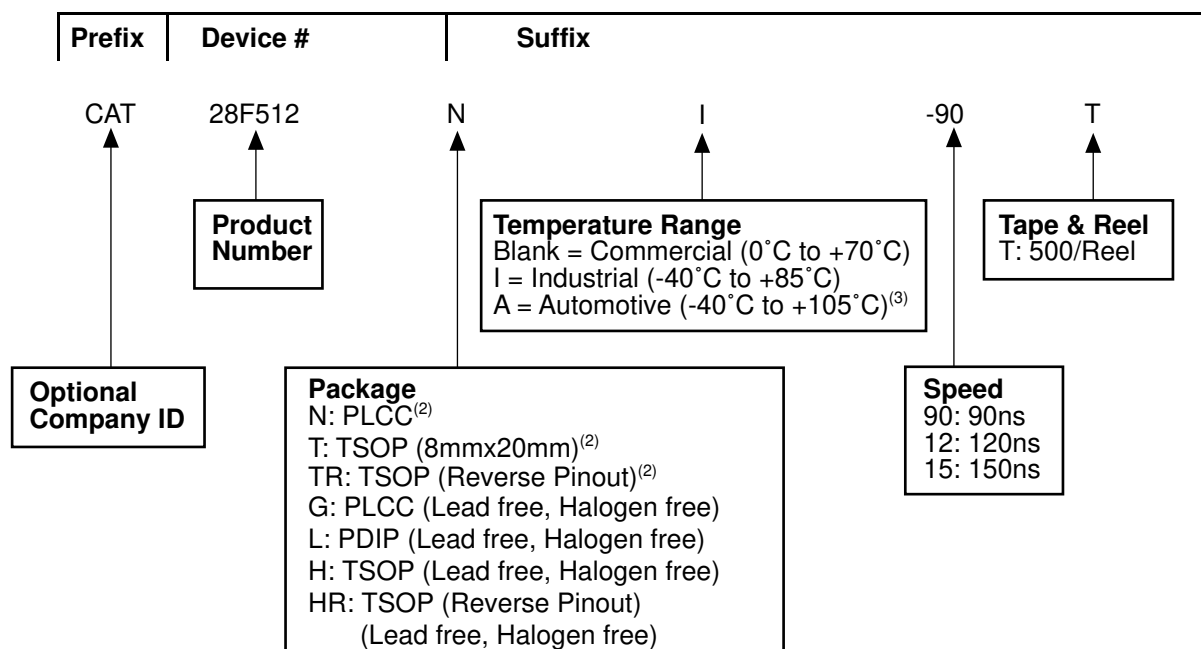 Prefix Device # Suffix
CAT 28F512 N I -90 T
Product
Number
Temperature Range
Blank = Commercial (0˚C to +70˚C)
I = Industrial (-40˚C to +85˚C)
A = Automotive (-40˚C to +105˚C)(3)
Tape & Reel
T: 500/Reel
Optional
Company ID
Package
N: PLCC(2)
T: TSOP (8mmx20mm)(2)
TR: TSOP (Reverse Pinout)(2)
G: PLCC (Lead free, Halogen free)
L: PDIP (Lead free, Halogen free)
H: TSOP (Lead free, Halogen free)
HR: TSOP (Reverse Pinout)
(Lead free, Halogen free)
Speed
90: 90ns
12: 120ns
15: 150ns